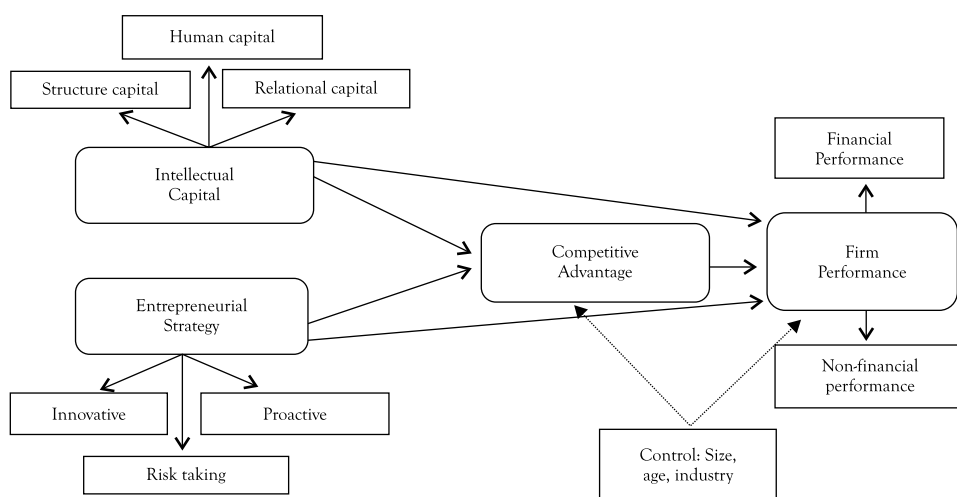 Human capital
Structure capital
Relational capital
Intellectual
Capital
Financial
Performance
Competitive
Advantage
Firm
Performance
Entrepreneurial
Strategy
Non-financial
performance
Innovative
Proactive
Risk taking
Control: Size,
age, industry